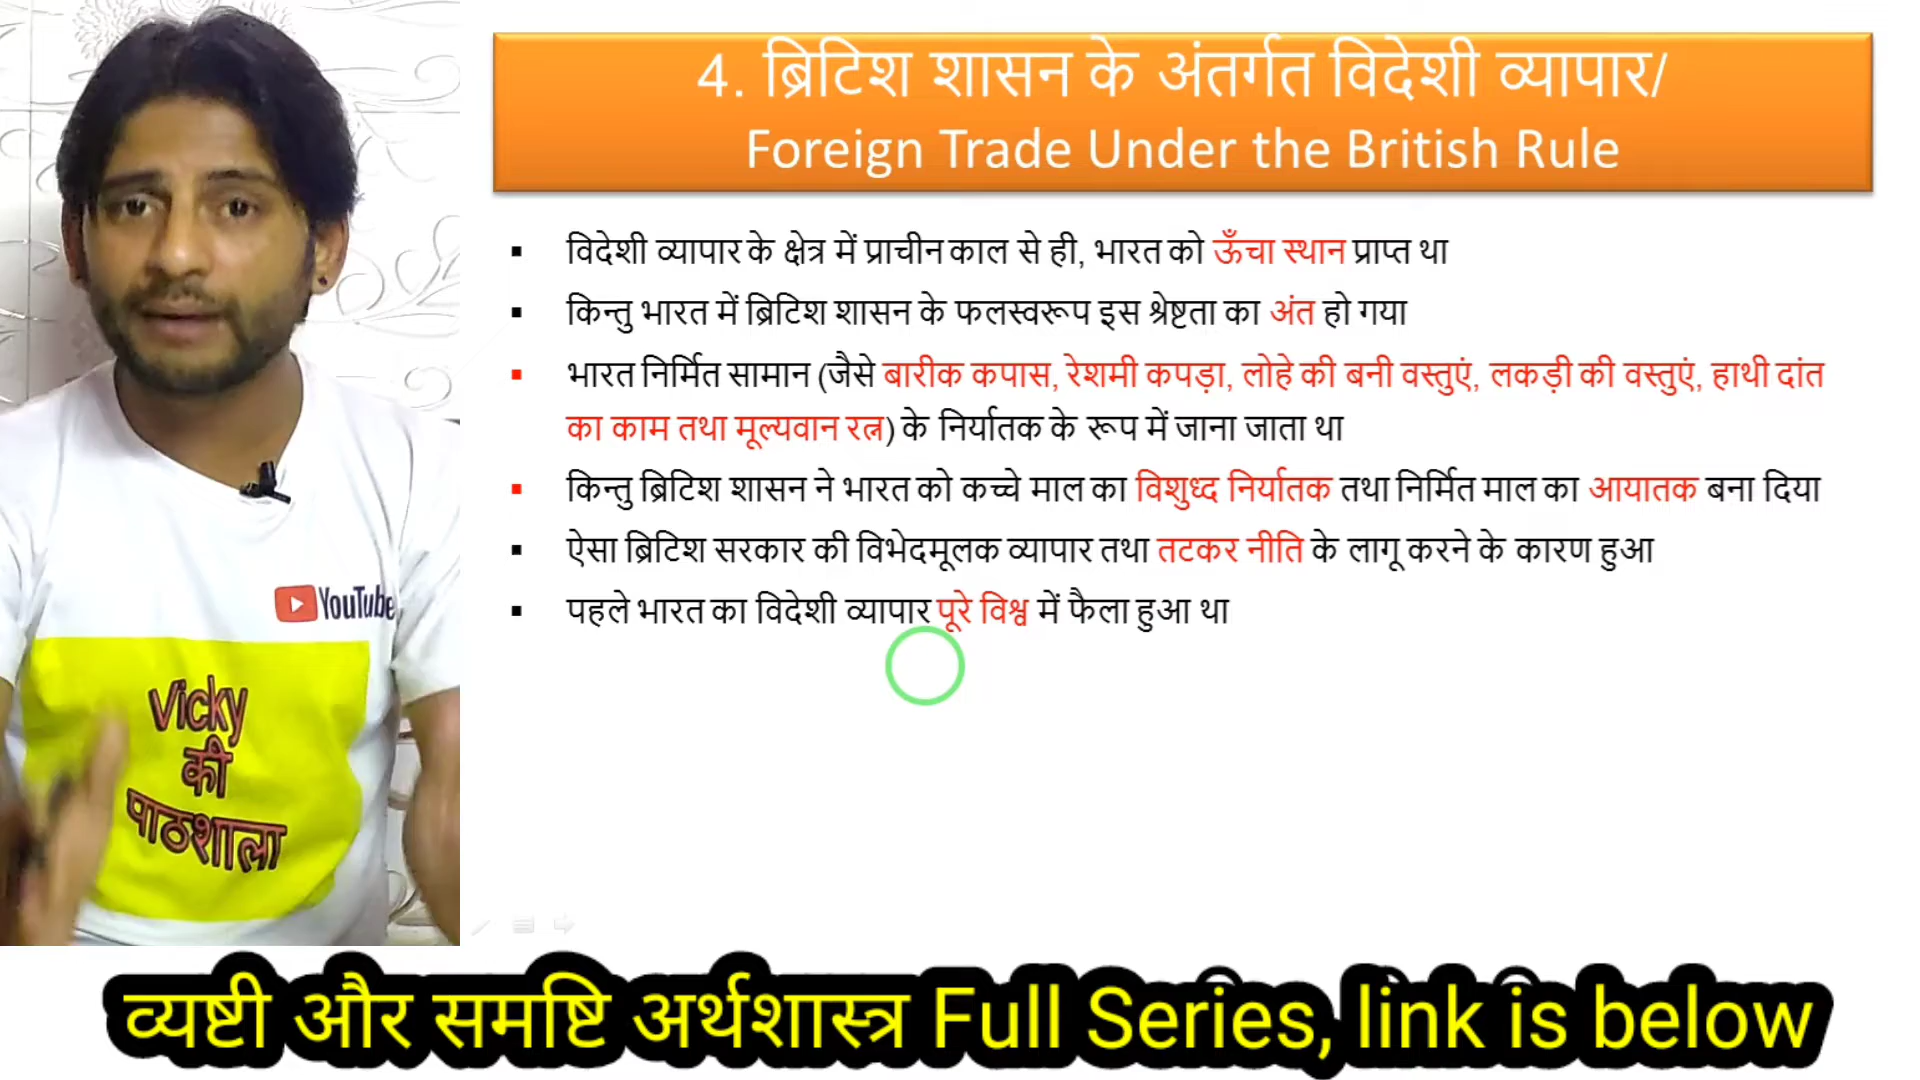 4. ब्रिटिश शासन के अंतर्गत विदेशी व्यापार/
Foreign Trade Under the British Rule
▪ विदेशी व्यापार के क्षेत्र में प्राचीन काल से ही, भारत को ऊँचा स्थान प्राप्त था
▪ किन्तु भारत में ब्रिटिश शासन के फलस्वरूप इस श्रेष्टता का अंत हो गया
▪ भारत निर्मित सामान (जैसे बारीक कपास, रेशमी कपड़ा, लोहे की बनी वस्तुएं, लकड़ी की वस्तुएं, हाथी दांत
का काम तथा मूल्यवान रत्न) के निर्यातक के रूप में जाना जाता था
▪ किन्तु ब्रिटिश शासन ने भारत को कच्चे माल का विशुध्द निर्यातक तथा निर्मित माल का आयातक बना दिया
▪ ऐसा ब्रिटिश सरकार की विभेदमूलक व्यापार तथा तटकर नीति के लागू करने के कारण हुआ
▪ पहले भारत का विदेशी व्यापार पूरे विश्व में फैला हुआ था
YouTube
Vicky
की
पाठशाला
व्यष्टी और समष्टि अर्थशास्त्र Full Series, link is below